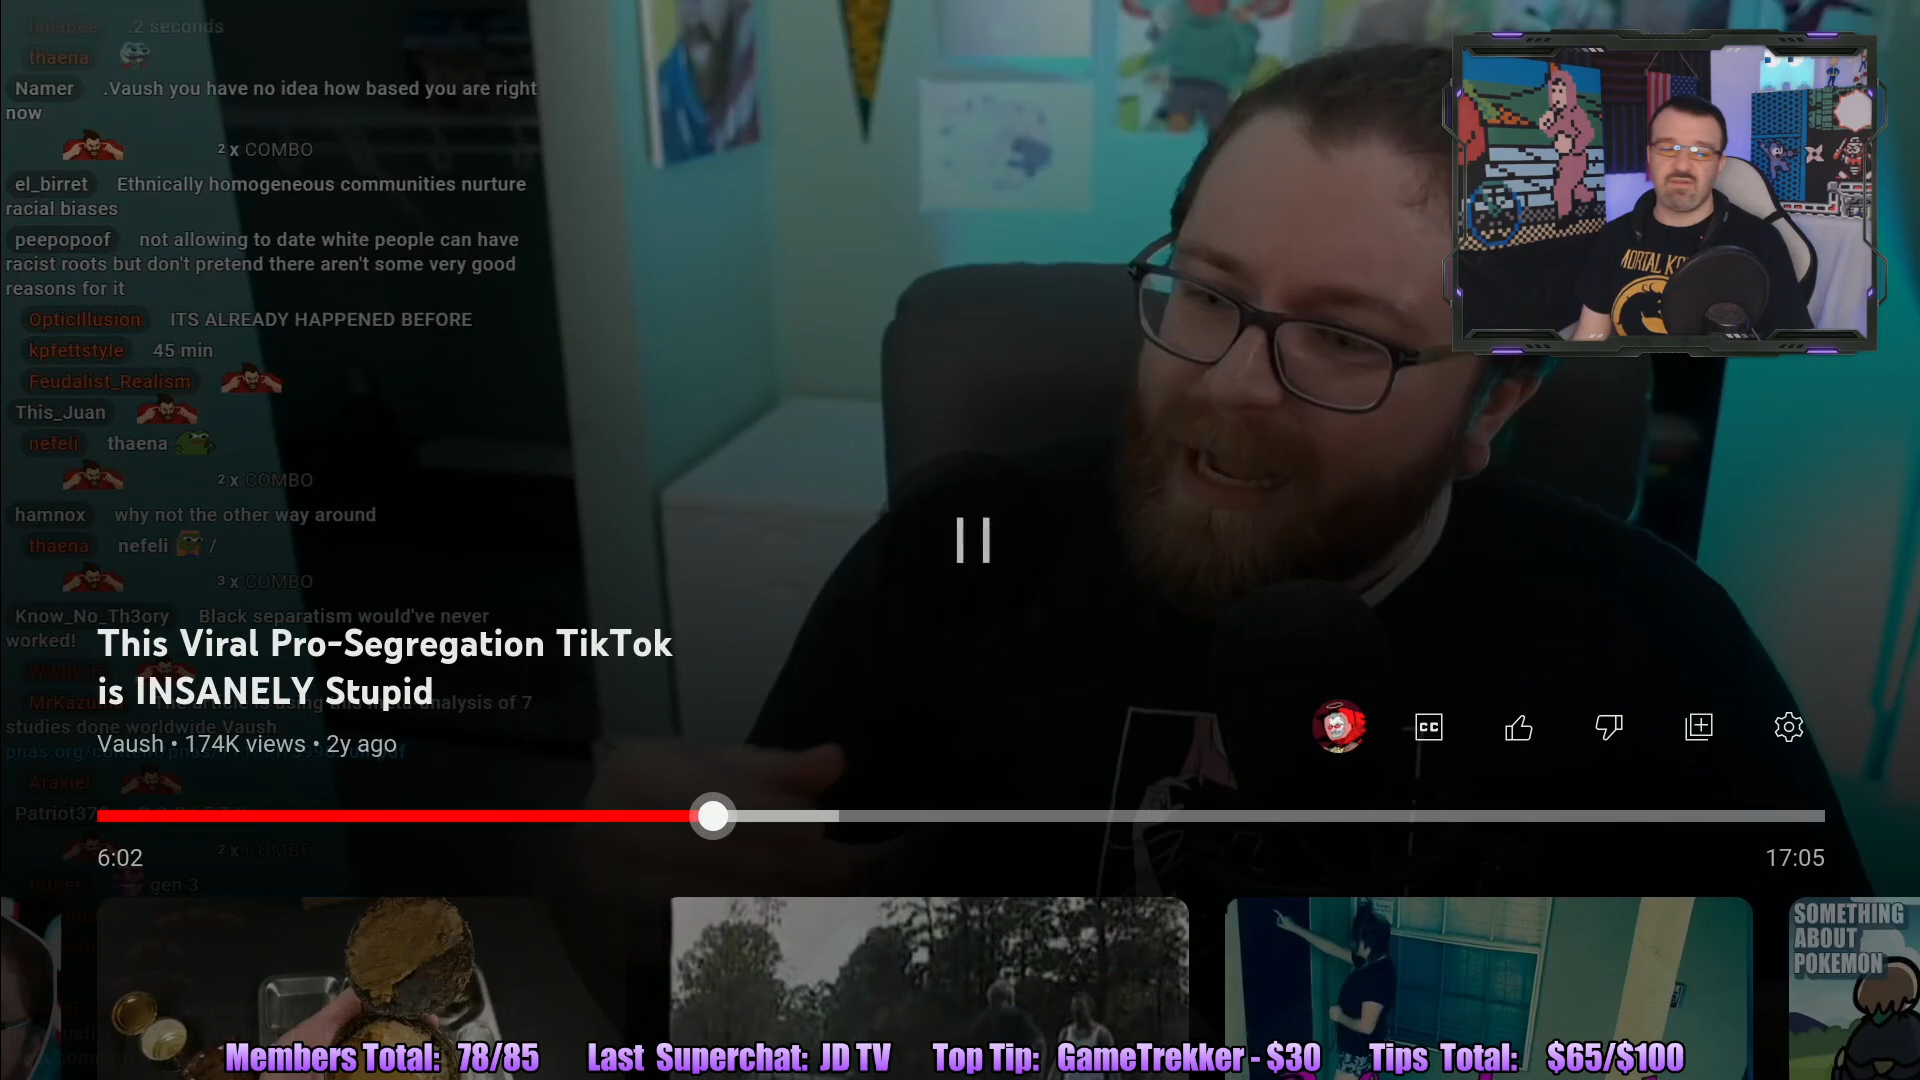 lanabee .2 seconds
thaena
Namer .Vaush you have no idea how based you are right
now
2 x COMBO
el_birret Ethnically homogeneous communities nurture
racial biases
peepopoof not allowing to date white people can have
racist roots but don't pretend there aren't some very good
reasons for it
OpticIllusion ITS ALREADY HAPPENED BEFORE
kpfettstyle 45 min
Feudalist_Realism
This_Juan
nefeli thaena
2 x COMBO
hamnox why not the other way around
thaena nefeli /
3 x COMBO
Know_No_Th3ory Black separatism would've never
worked!
This Viral Pro-Segregation TikTok
is INSANELY Stupid
analysis of 7
studies done worldwide Vaush
Vaush • 174K views • 2y ago
Araxiel
2 x COMBO
gen 3
MORTAL
CC
6:02
17:05
SOMETHING
ABOUT
POKEMON
Members Total: 78/85 Last Superchat: JD TV Top Tip: GameTrekker - $30 Tips Total: $65/$100